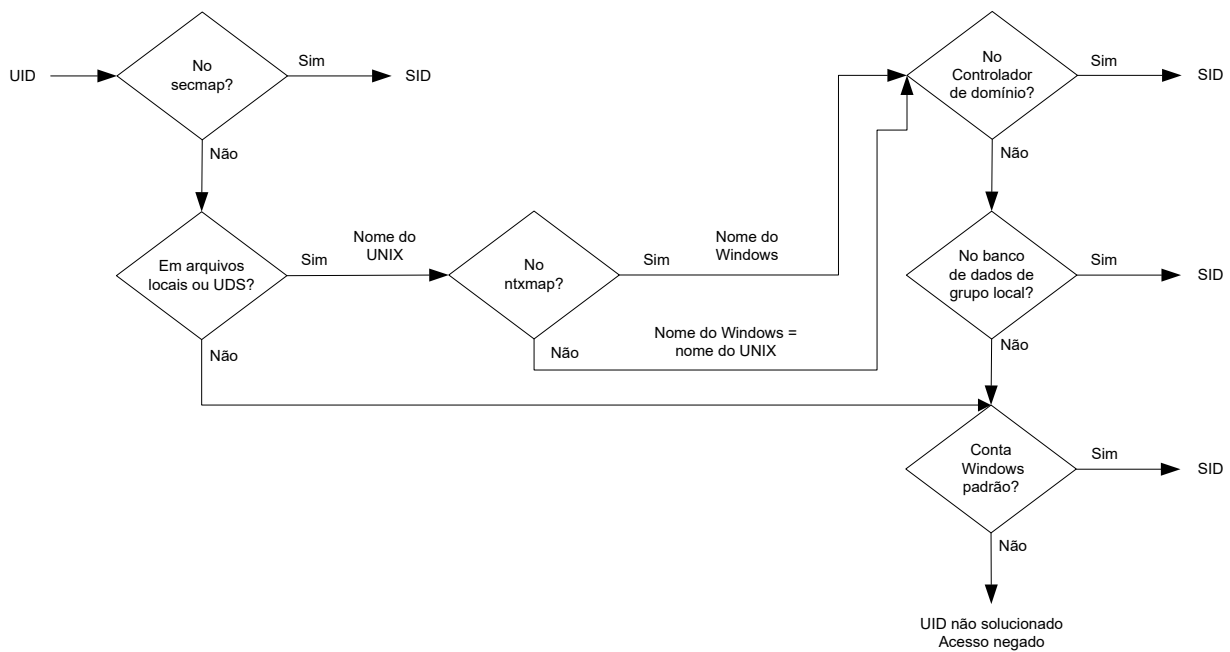 UID
No
secmap?
Sim
SID
Não
Em arquivos
locais ou UDS?
Sim
Nome do
UNIX
Não
No
ntxmap?
Sim
Nome do
Windows
Não
Nome do Windows =
nome do UNIX
No
Controlador
de domínio?
Sim
SID
Não
No banco
de dados de
grupo local?
Sim
SID
Não
Conta
Windows
padrão?
Sim
SID
Não
UID não solucionado
Acesso negado